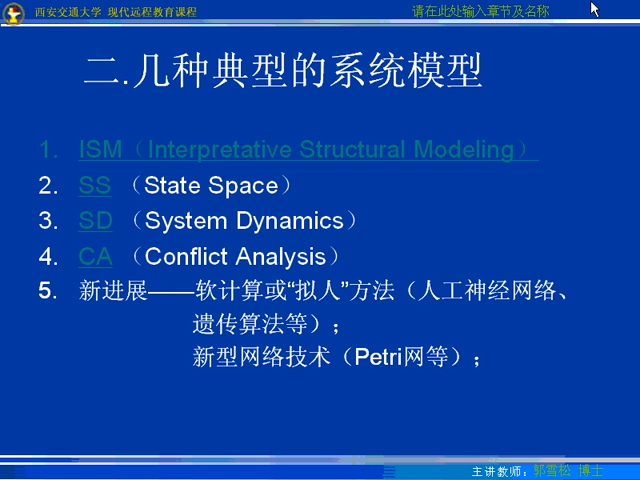 西安交通大学 现代远程教育课程
请在此处输入章节及名称
二.几种典型的系统模型
1. ISM（Interpretative Structural Modeling）
2. SS （State Space）
3. SD （System Dynamics）
4. CA （Conflict Analysis）
5. 新进展——软计算或“拟人”方法（人工神经网络、
遗传算法等）；
新型网络技术（Petri网等）；
主讲教师：郭雪松 博士